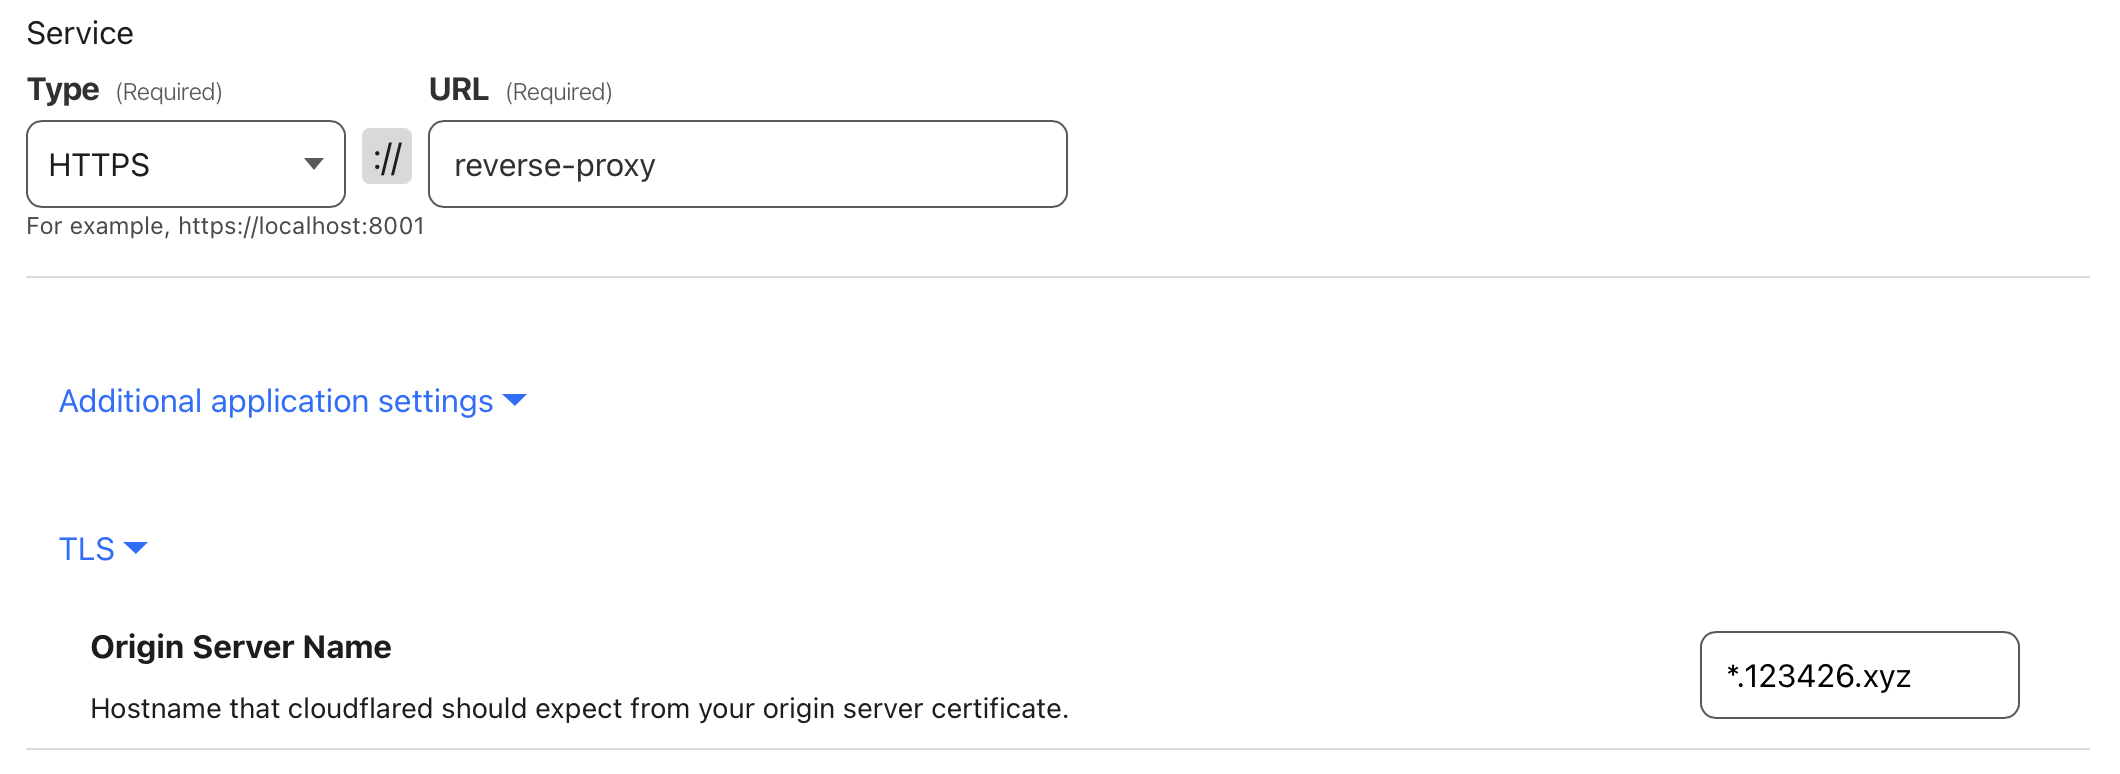 Service
Type (Required) URL (Required)
HTTPS :// reverse-proxy
For example, https://localhost:8001
Additional application settings
TLS
Origin Server Name
*.123426.xyz
Hostname that cloudflared should expect from your origin server certificate.